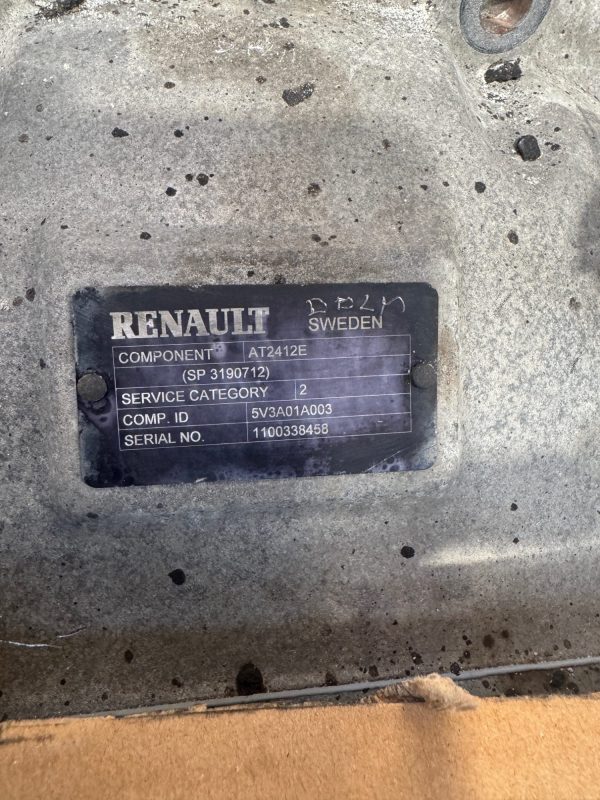 RENAULT
SWEDEN
COMPONENT AT2412E
(SP 3190712)
SERVICE CATEGORY 2
COMP. ID 5V3A01A003
SERIAL NO. 1100338458